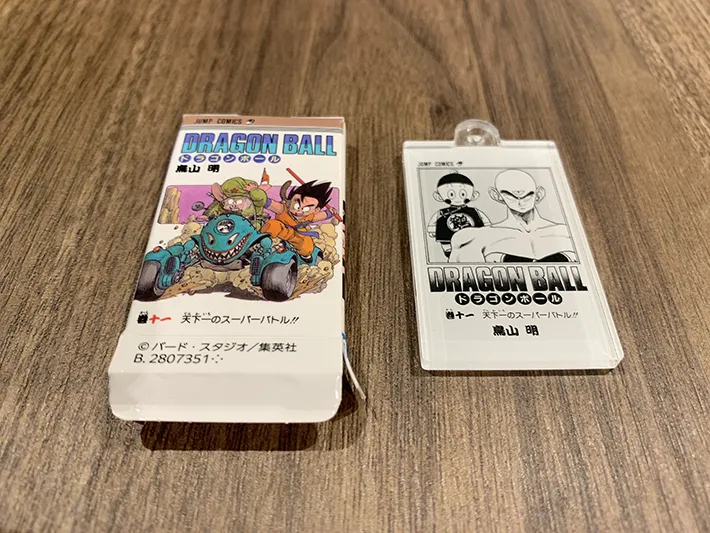 JUMP COMICS
DRAGON BALL
ドラゴンボール
鳥山 明
巻十一 天下一のスーパーバトル!!
© バード・スタジオ/集英社
B. 2807351
JUMP COMICS
DRAGON BALL
ドラゴンボール
巻十一 天下一のスーパーバトル!!
鳥山 明